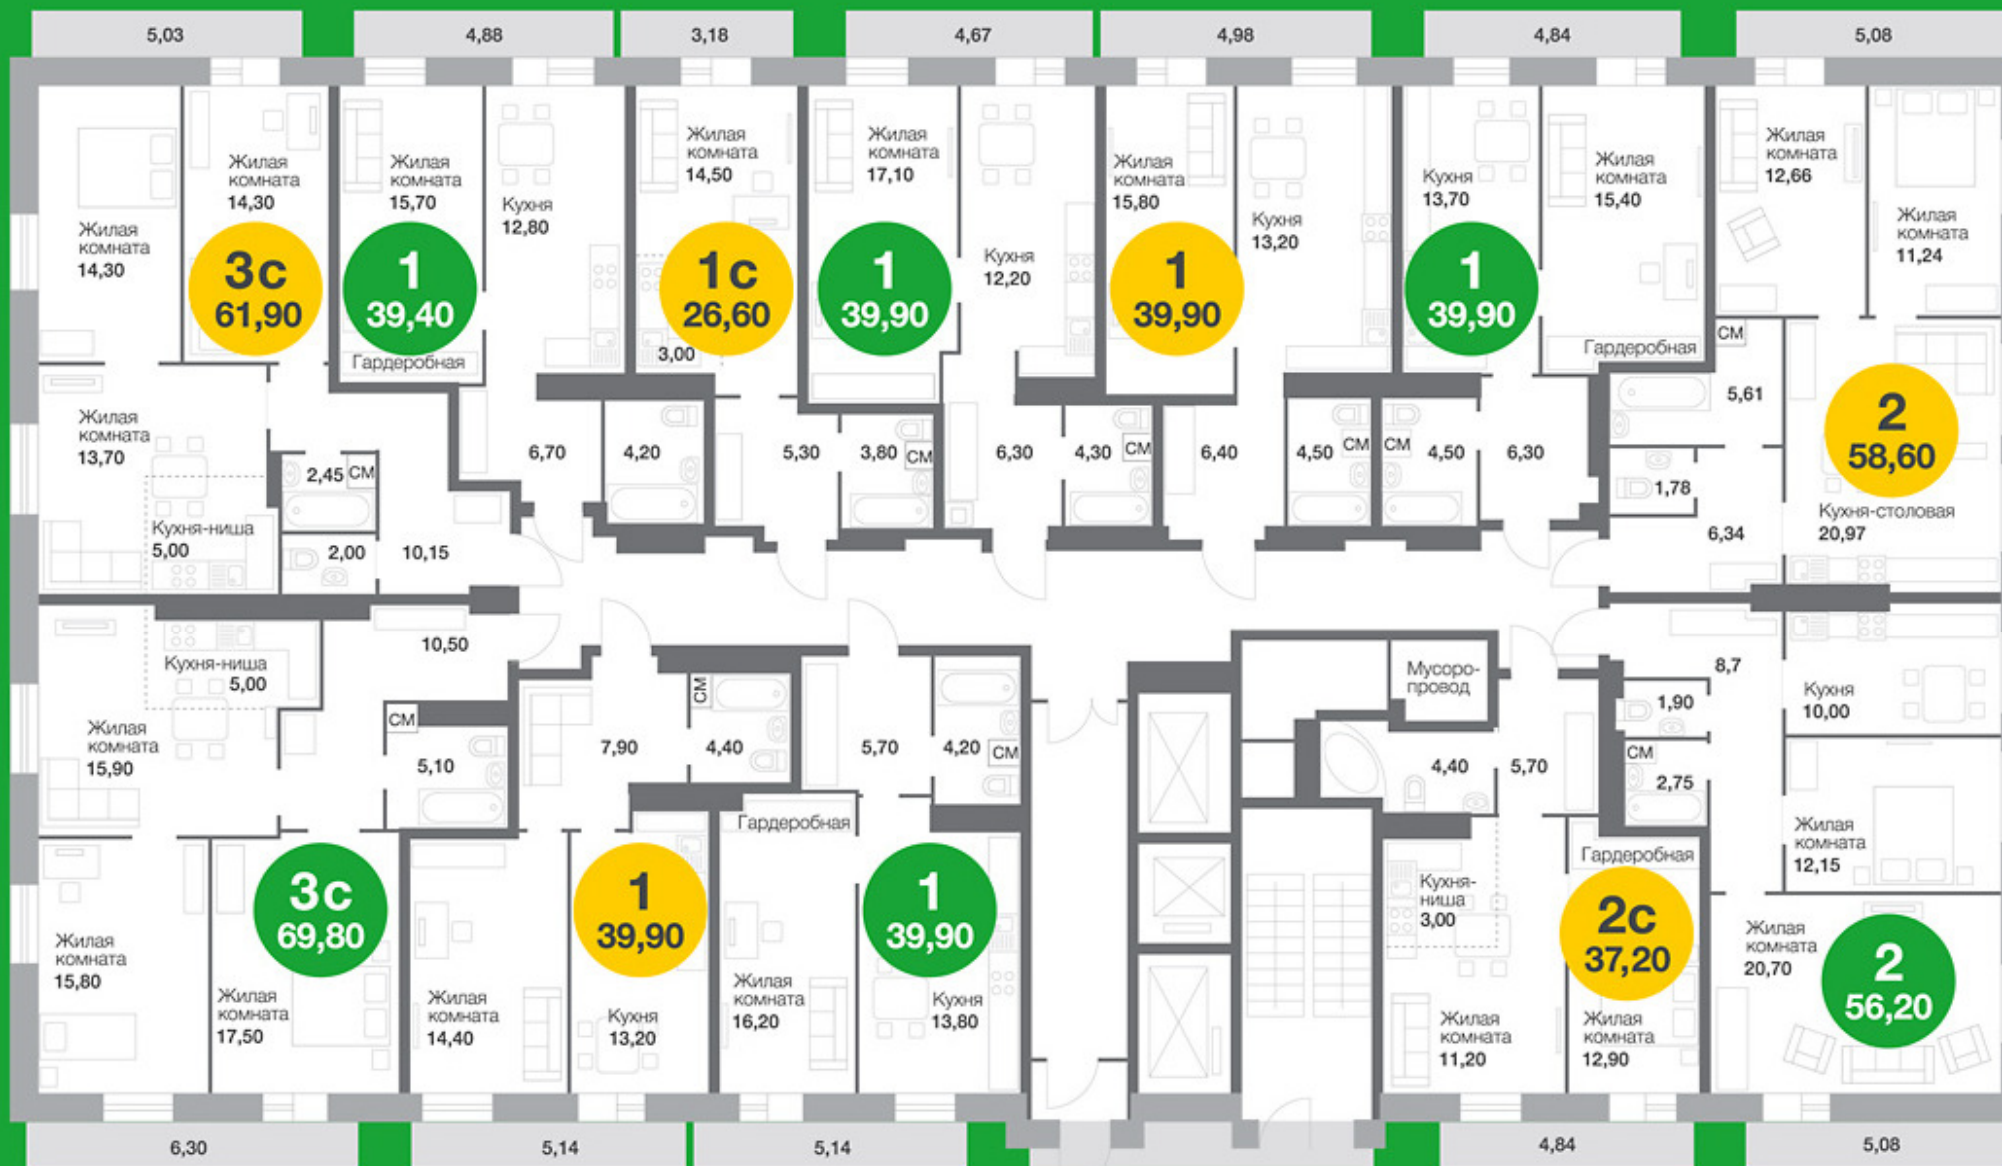 5,03
4,88
3,18
4,67
4,98
4,84
5,08
Жилая
комната
14,30
Жилая
комната
14,30
3с
61,90
Жилая
комната
13,70
Кухня-ниша
5,00
2,45
СМ
2,00
10,15
Жилая
комната
15,70
1
39,40
Гардеробная
Кухня
12,80
6,70
4,20
Жилая
комната
14,50
1с
26,60
3,00
5,30
3,80
СМ
Жилая
комната
17,10
1
39,90
Кухня
12,20
6,30
4,30
СМ
Жилая
комната
15,80
1
39,90
Кухня
13,20
6,40
4,50
СМ
Кухня
13,70
1
39,90
Жилая
комната
15,40
Гардеробная
СМ
4,50
6,30
Жилая
комната
12,66
Жилая
комната
11,24
СМ
5,61
2
58,60
1,78
6,34
Кухня-столовая
20,97
Кухня-ниша
5,00
10,50
Жилая
комната
15,90
СМ
5,10
3с
69,80
Жилая
комната
15,80
Жилая
комната
17,50
7,90
СМ
4,40
1
39,90
Жилая
комната
14,40
Кухня
13,20
5,70
4,20
СМ
Гардеробная
1
39,90
Жилая
комната
16,20
Кухня
13,80
Мусоро-
провод
4,40
5,70
Кухня-
ниша
3,00
Гардеробная
2с
37,20
Жилая
комната
11,20
Жилая
комната
12,90
8,7
1,90
СМ
2,75
Кухня
10,00
Жилая
комната
12,15
Жилая
комната
20,70
2
56,20
6,30
5,14
5,14
4,84
5,08